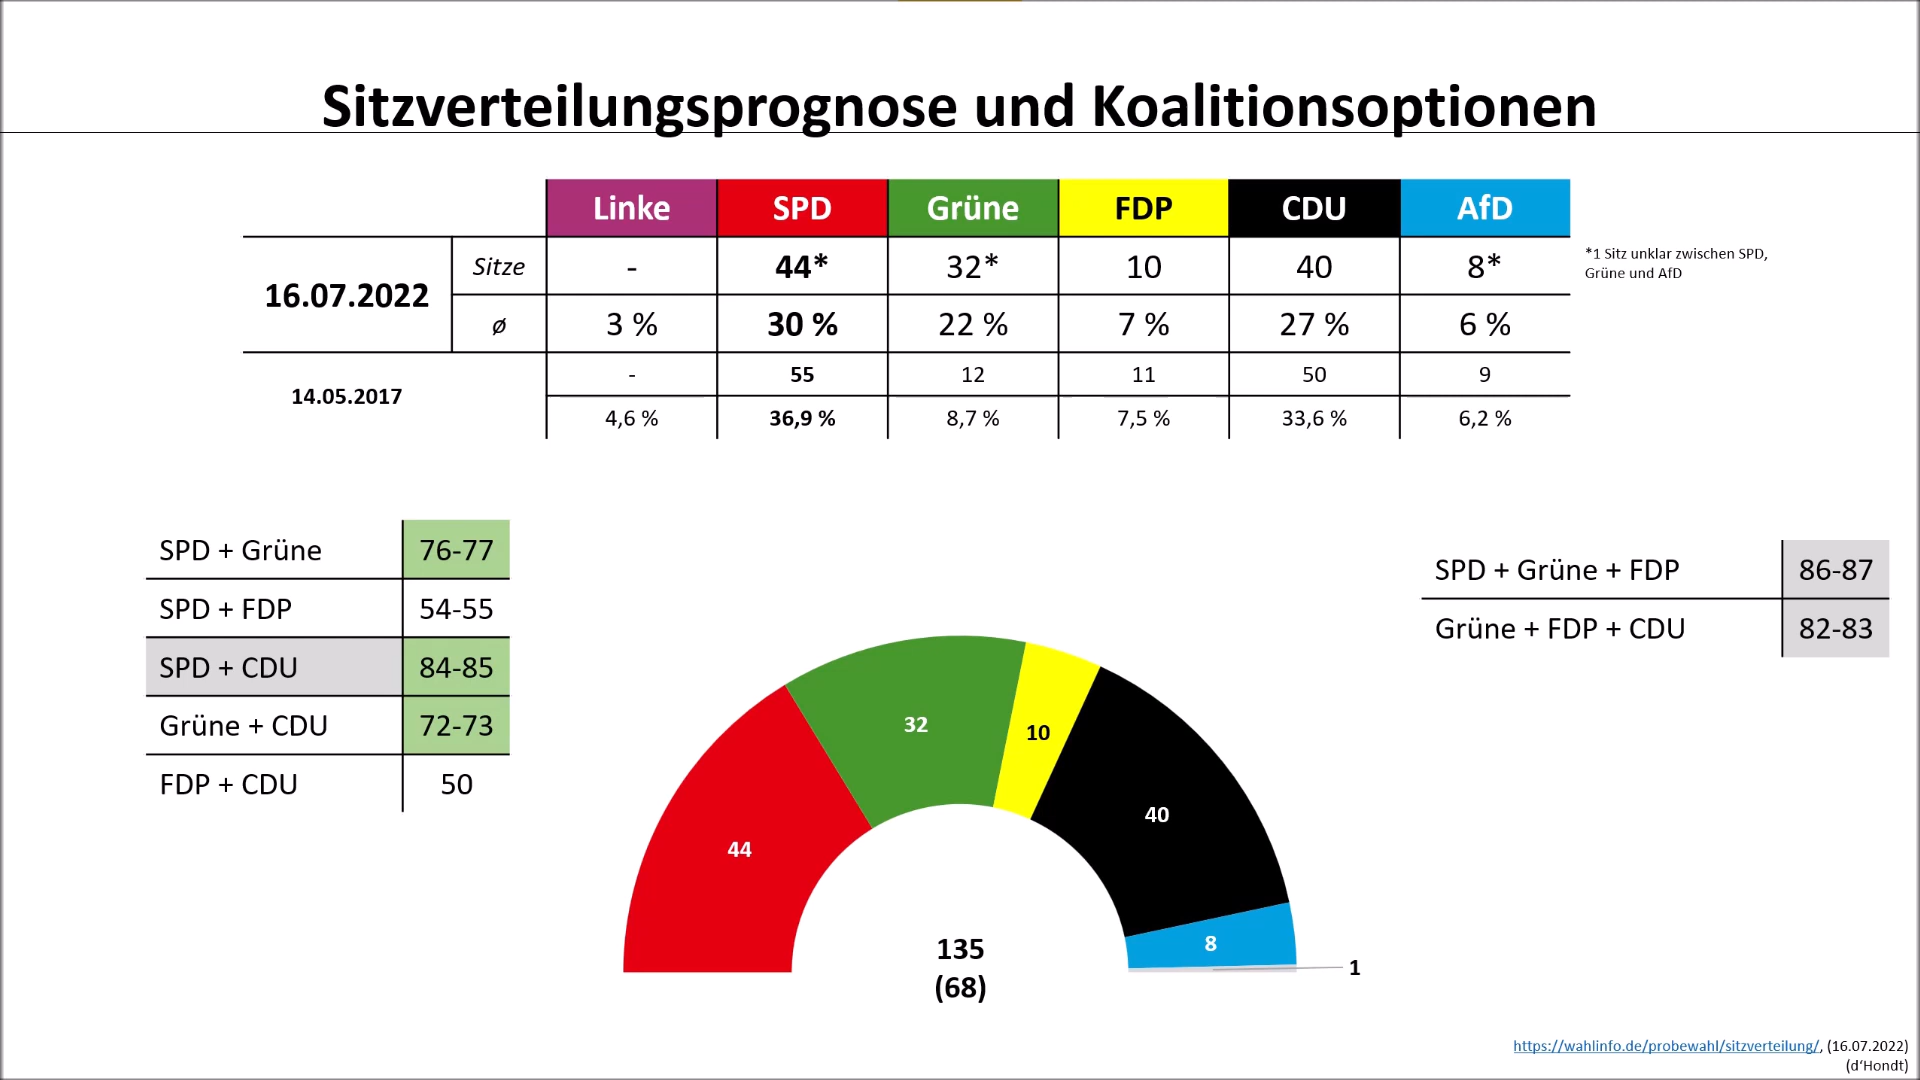 Sitzverteilungsprognose und Koalitionsoptionen
Linke SPD Grüne FDP CDU AfD
16.07.2022 Sitze - 44* 32* 10 40 8*
ø 3 % 30 % 22 % 7 % 27 % 6 %
*1 Sitz unklar zwischen SPD,
Grüne und AfD
14.05.2017 - 55 12 11 50 9
4,6 % 36,9 % 8,7 % 7,5 % 33,6 % 6,2 %
SPD + Grüne 76-77
SPD + FDP 54-55
SPD + CDU 84-85
Grüne + CDU 72-73
FDP + CDU 50
SPD + Grüne + FDP 86-87
Grüne + FDP + CDU 82-83
32
10
40
44
8
1
135
(68)
https://wahlinfo.de/probewahl/sitzverteilung/, (16.07.2022)
(d‘Hondt)